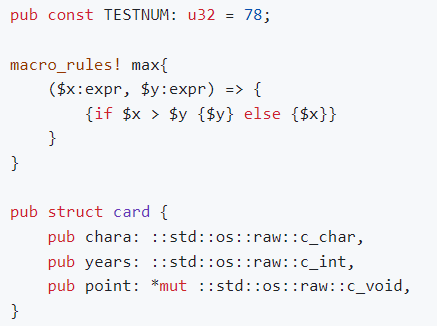 pub const TESTNUM: u32 = 78;
macro_rules! max{
($x:expr, $y:expr) => {
{if $x > $y {$y} else {$x}}
}
}
pub struct card {
pub chara: ::std::os::raw::c_char,
pub years: ::std::os::raw::c_int,
pub point: *mut ::std::os::raw::c_void,
}